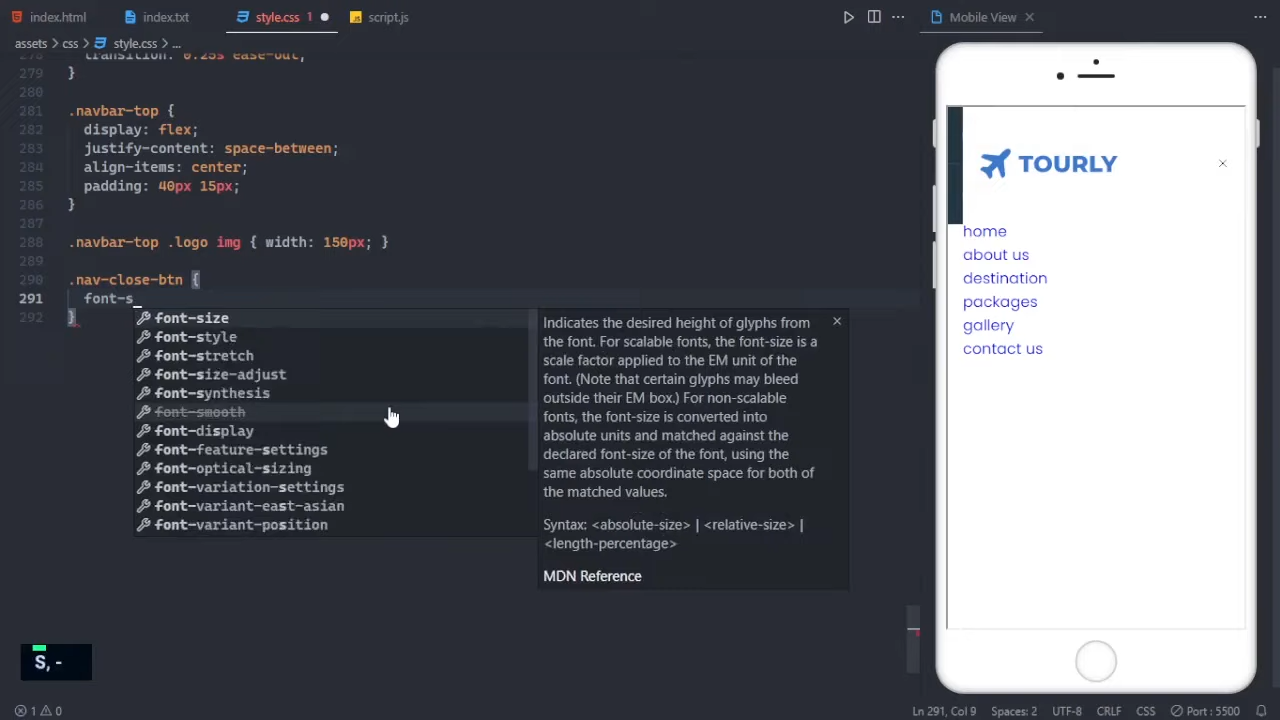 index.html
index.txt
style.css 1
script.js
Mobile View
assets > css > style.css > ...
278 transition: 0.25s ease-out;
279 }
280
281 .navbar-top {
282 display: flex;
283 justify-content: space-between;
284 align-items: center;
285 padding: 40px 15px;
286 }
287
288 .navbar-top .logo img { width: 150px; }
289
290 .nav-close-btn {
291 font-s
292 }
font-size
font-style
font-stretch
font-size-adjust
font-synthesis
font-smooth
font-display
font-feature-settings
font-optical-sizing
font-variation-settings
font-variant-east-asian
font-variant-position
Indicates the desired height of glyphs from
the font. For scalable fonts, the font-size is a
scale factor applied to the EM unit of the
font. (Note that certain glyphs may bleed
outside their EM box.) For non-scalable
fonts, the font-size is converted into
absolute units and matched against the
declared font-size of the font, using the
same absolute coordinate space for both of
the matched values.
Syntax: <absolute-size> | <relative-size> |
<length-percentage>
MDN Reference
TOURLY
home
about us
destination
packages
gallery
contact us
S, -
1 0
Ln 291, Col 9
Spaces: 2
UTF-8
CRLF
CSS
Port : 5500